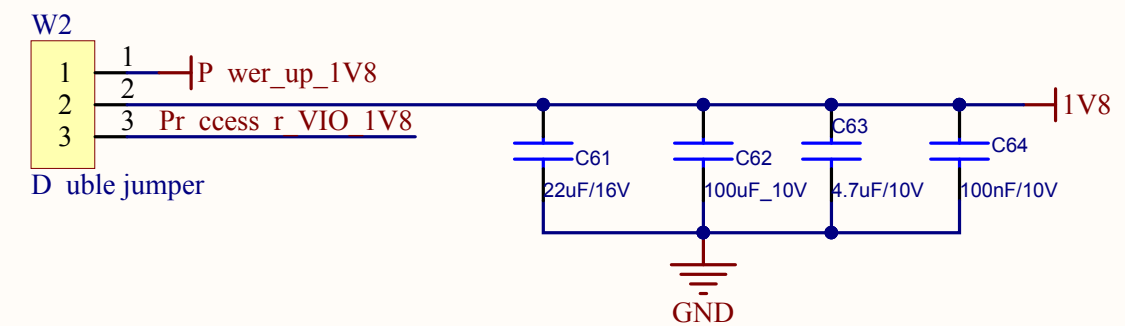 W2
1 1 P wer_up_1V8
2 2 1V8
3 3 Pr ccess r_VIO_1V8
D uble jumper
C61 22uF/16V
C62 100uF_10V
C63 4.7uF/10V
C64 100nF/10V
GND